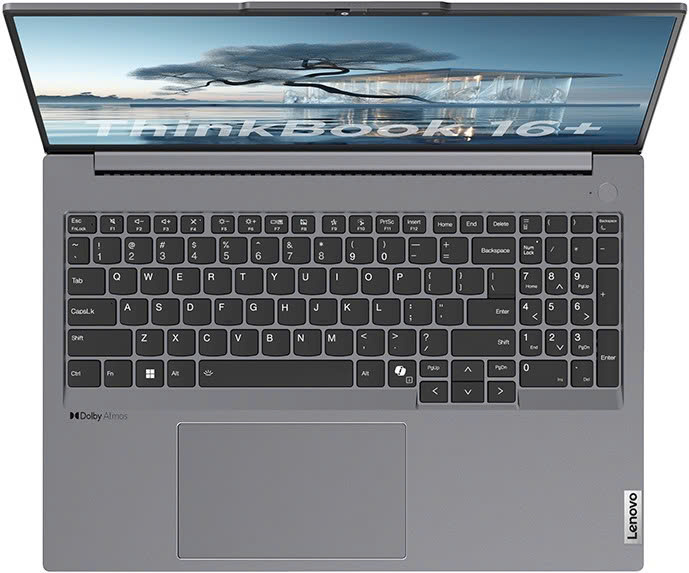 ThinkBook 16+
Esc FnLock F1 F2 F3 F4 F5 F6 F7 F8 F9 F10 PrtSc F11 Insert F12 Home End Delete Backspace
~ ` ! 1 @ 2 # 3 $ 4 % 5 ^ 6 & 7 * 8 ( 9 ) 0 _ - + = Backspace Num Lock / * -
Tab Q W E R T Y U I O P { [ } ] | \ 7 Home 8 9 PgUp +
CapsLk A S D F G H J K L : ; " ' Enter 4 5 6
Shift Z X C V B N M < , > . ? / Shift 1 End 2 3 PgDn Enter
Ctrl Fn Alt Alt PgUp PgDn 0 Ins . Del
Dolby Atmos
Lenovo